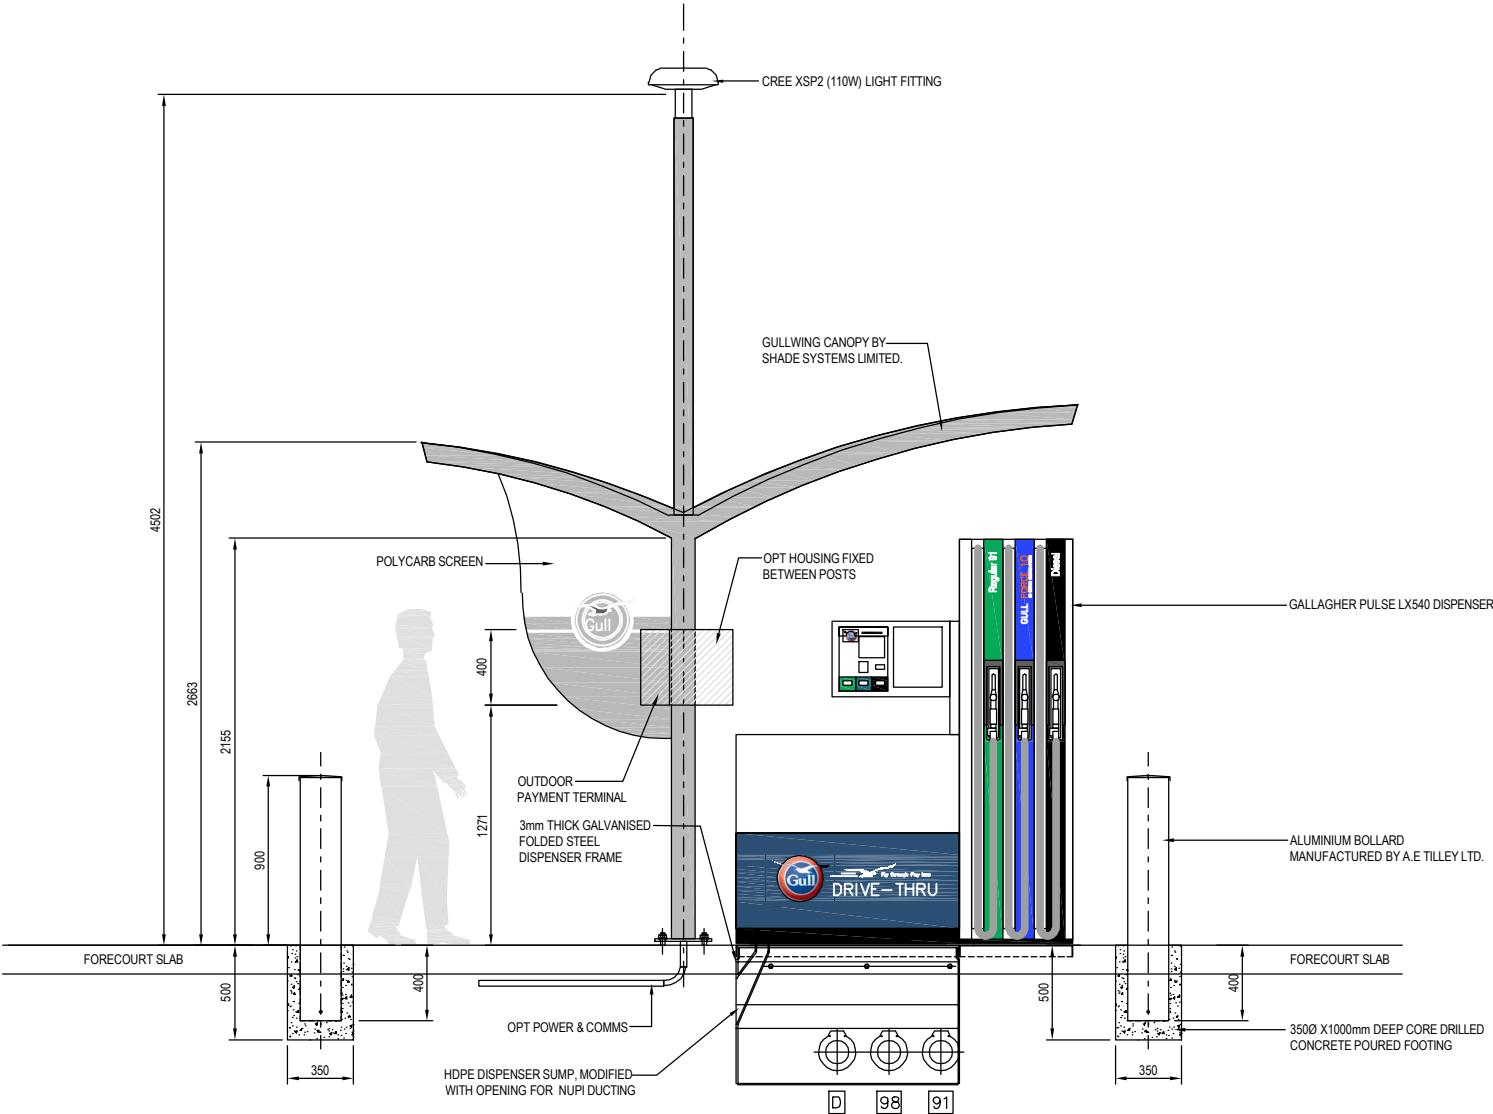 CREE XSP2 (110W) LIGHT FITTING
GULLWING CANOPY BY
SHADE SYSTEMS LIMITED.
4502
2663
2155
POLYCARB SCREEN
OPT HOUSING FIXED
BETWEEN POSTS
Gull
400
1271
900
OUTDOOR
PAYMENT TERMINAL
3mm THICK GALVANISED
FOLDED STEEL
DISPENSER FRAME
Regular 91
GULL
Diesel
GALLAGHER PULSE LX540 DISPENSER
Gull
Fly through Pay less
DRIVE-THRU
ALUMINIUM BOLLARD
MANUFACTURED BY A.E TILLEY LTD.
FORECOURT SLAB
FORECOURT SLAB
500
400
350
OPT POWER & COMMS
HDPE DISPENSER SUMP, MODIFIED
WITH OPENING FOR NUPI DUCTING
D
98
91
500
400
350
350Ø X1000mm DEEP CORE DRILLED
CONCRETE POURED FOOTING